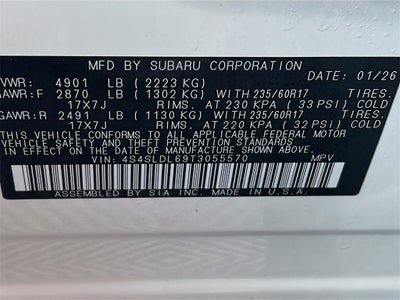 MFD BY SUBARU CORPORATION DATE: 01/26
VWR: 4901 LB (2223 KG)
GAWR:F 2870 LB (1302 KG) WITH 235/60R17 TIRES.
17X7J RIMS. AT 230 KPA (33 PSI) COLD
GAWR:R 2491 LB (1130 KG) WITH 235/60R17 TIRES.
17X7J RIMS. AT 220 KPA (32 PSI) COLD
THIS VEHICLE CONFORMS TO ALL APPLICABLE FEDERAL MOTOR
VEHICLE SAFETY AND THEFT PREVENTION STANDARDS IN
EFFECT ON THE DATE OF MANUFACTURE SHOWN ABOVE.
VIN: 4S4SLDL69T3055570 MPV
ASSEMBLED BY SIA INC. MADE IN U.S.A.